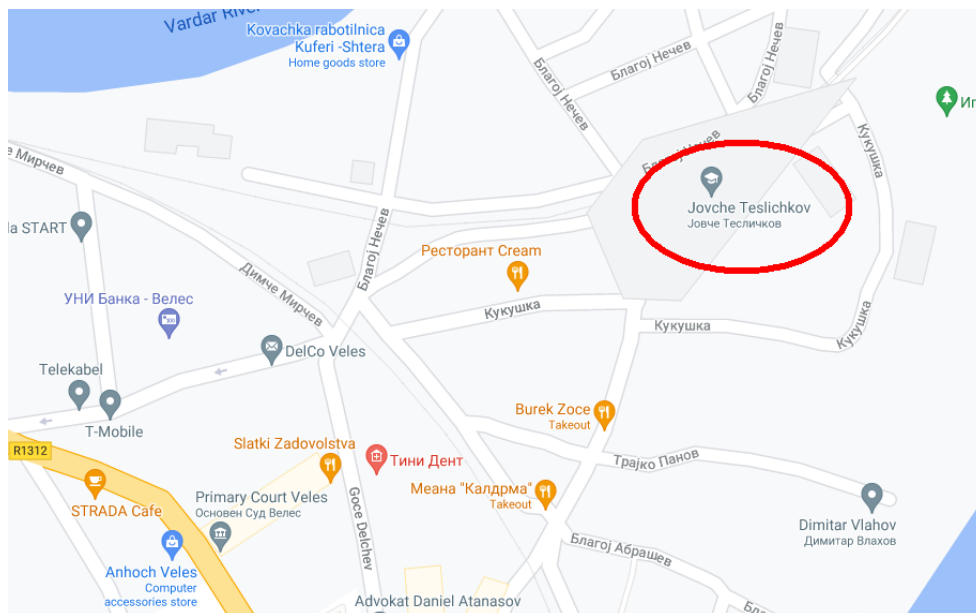 Vardar River
Kovachka rabotilnica
Kuferi -Shtera
Home goods store
Благој Нечев
Благој Нечев
Благој Нечев
Кукушка
Димче Мирчев
Благој Нечев
Jovche Teslichkov
Јовче Тесличков
la START
Благој Нечев
Ресторант Cream
Димче Мирчев
УНИ Банка - Велес
Кукушка
Кукушка
Кукушка
DelCo Veles
Telekabel
T-Mobile
Burek Zoce
Takeout
R1312
Slatki Zadovolstva
Тини Дент
Трајко Панов
STRADA Cafe
Primary Court Veles
Основен Суд Велес
Goce Delchev
Меана "Калдрма"
Takeout
Dimitar Vlahov
Димитар Влахов
Благој Абрашев
Anhoch Veles
Computer
accessories store
Advokat Daniel Atanasov